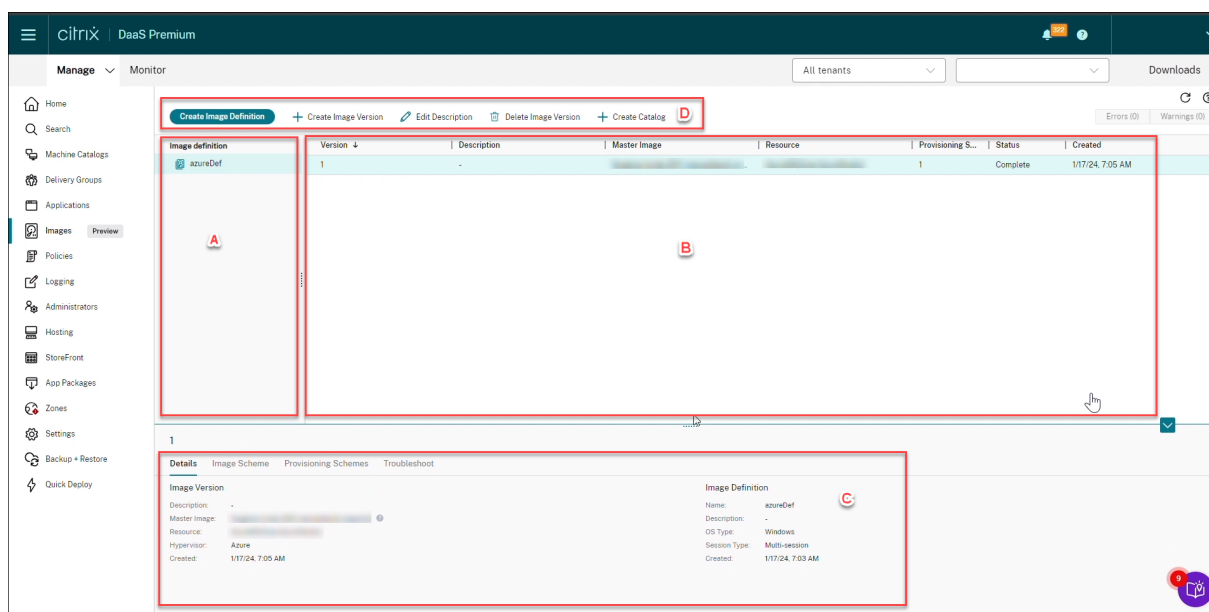 citrix | DaaS Premium
322
Manage Monitor
All tenants
Downloads
Home
Search
Machine Catalogs
Delivery Groups
Applications
Images Preview
Policies
Logging
Administrators
Hosting
StoreFront
App Packages
Zones
Settings
Backup + Restore
Quick Deploy
Create Image Definition + Create Image Version Edit Description Delete Image Version + Create Catalog D
Errors (0) Warnings (0)
Image definition
azureDef
A
Version ↓ Description Master Image Resource Provisioning S... Status Created
1 - 1 Complete 1/17/24, 7:05 AM
B
1
Details Image Scheme Provisioning Schemes Troubleshoot
Image Version
Description: -
Master Image:
Resource:
Hypervisor: Azure
Created: 1/17/24, 7:05 AM
Image Definition
Name: azureDef
Description: -
OS Type: Windows
Session Type: Multi-session
Created: 1/17/24, 7:03 AM
C
9